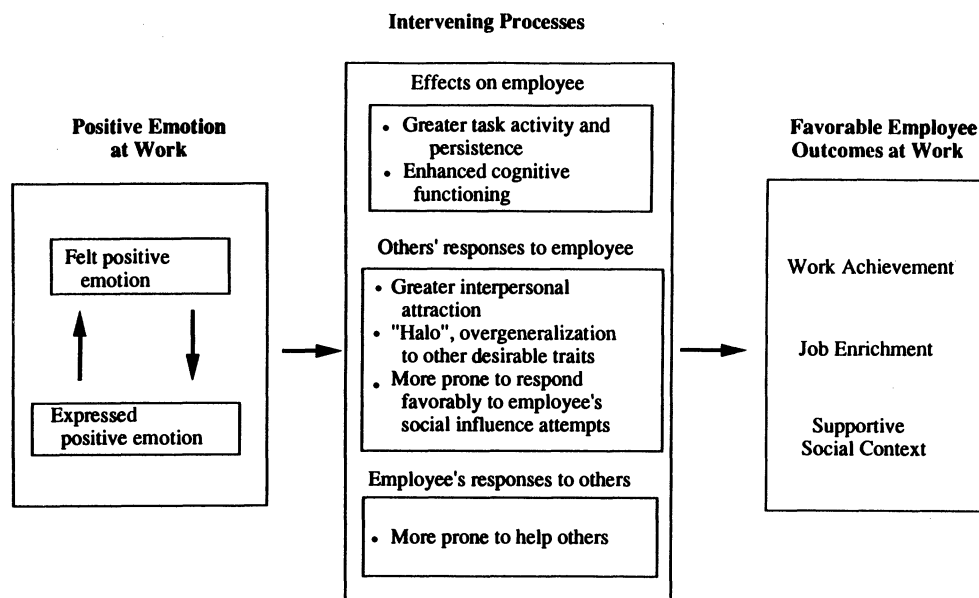 Intervening Processes
Positive Emotion
at Work
Felt positive
emotion
Expressed
positive emotion
Effects on employee
• Greater task activity and
persistence
• Enhanced cognitive
functioning
Others' responses to employee
• Greater interpersonal
attraction
• "Halo", overgeneralization
to other desirable traits
• More prone to respond
favorably to employee's
social influence attempts
Employee's responses to others
• More prone to help others
Favorable Employee
Outcomes at Work
Work Achievement
Job Enrichment
Supportive
Social Context